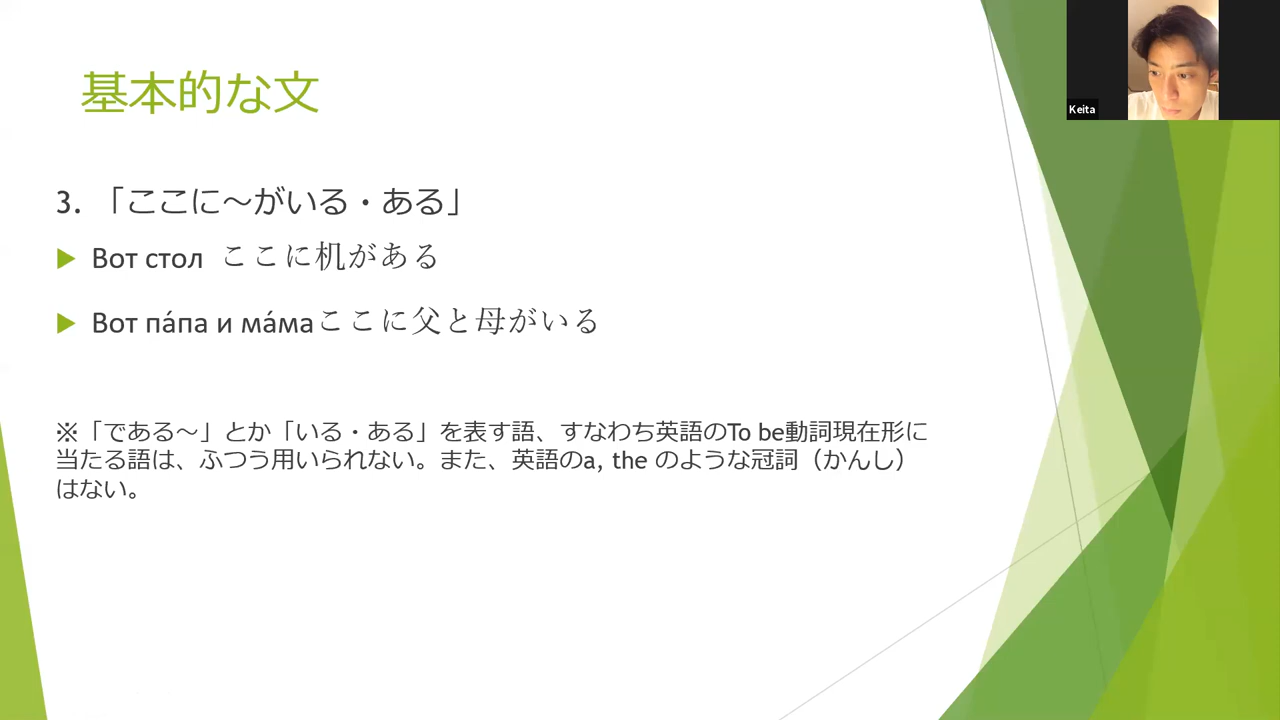 基本的な文
Keita
3. 「ここに〜がいる・ある」
Вот стол ここに机がある
Вот па́па и ма́маここに父と母がいる
※「である〜」とか「いる・ある」を表す語、すなわち英語のTo be動詞現在形に
当たる語は、ふつう用いられない。また、英語のa, the のような冠詞（かんし）
はない。